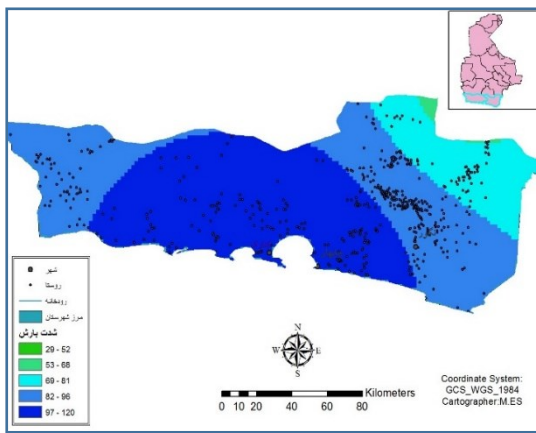 N
W E
S
شهر
روستا
رودخانه
مرز شهرستان
شدت بارش
29 - 52
53 - 68
69 - 81
82 - 96
97 - 120
0 5 10 20 40 60 80 Kilometers
Coordinate System:
GCS_WGS_1984
Cartographer:M.ES